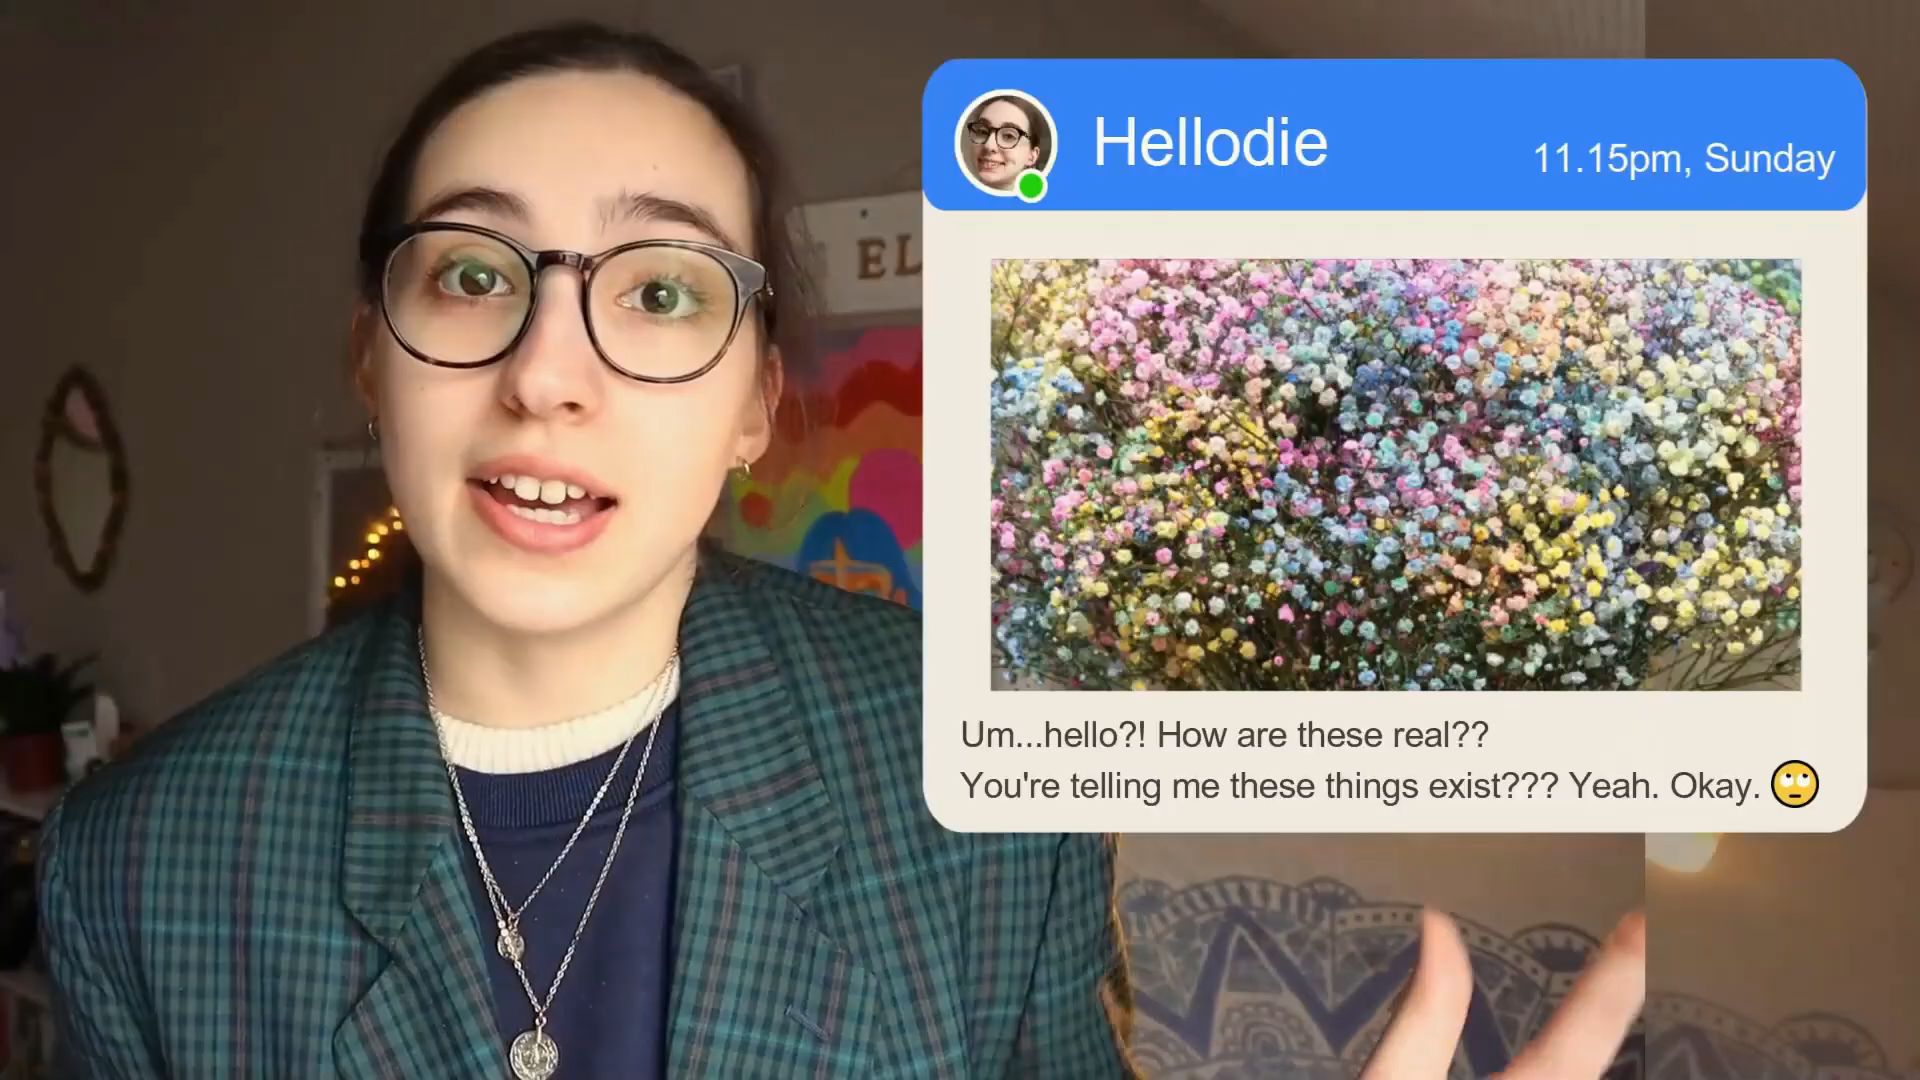 EL
Hellodie
11.15pm, Sunday
Um...hello?! How are these real??
You're telling me these things exist??? Yeah. Okay. 🙄